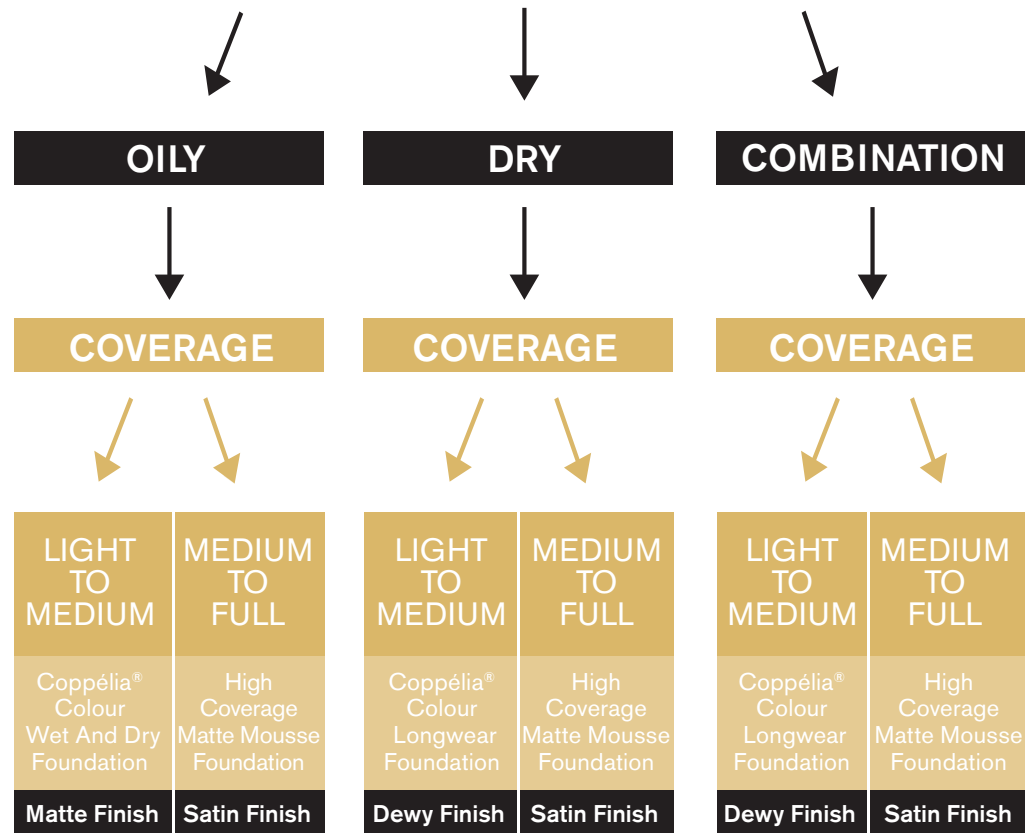 OILY
DRY
COMBINATION
COVERAGE
COVERAGE
COVERAGE
LIGHT
TO
MEDIUM
MEDIUM
TO
FULL
LIGHT
TO
MEDIUM
MEDIUM
TO
FULL
LIGHT
TO
MEDIUM
MEDIUM
TO
FULL
Coppélia®
Colour
Wet And Dry
Foundation
High
Coverage
Matte Mousse
Foundation
Coppélia®
Colour
Longwear
Foundation
High
Coverage
Matte Mousse
Foundation
Coppélia®
Colour
Longwear
Foundation
High
Coverage
Matte Mousse
Foundation
Matte Finish
Satin Finish
Dewy Finish
Satin Finish
Dewy Finish
Satin Finish